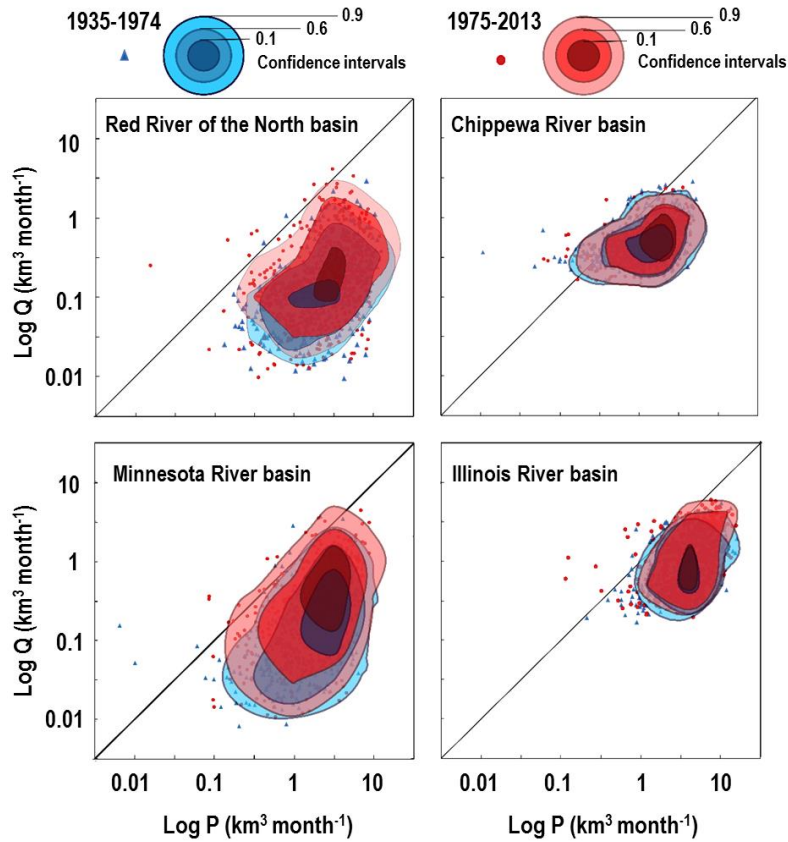 1935-1974
0.9
0.6
0.1
Confidence intervals
1975-2013
0.9
0.6
0.1
Confidence intervals
Red River of the North basin
Chippewa River basin
10
1
0.1
0.01
Log Q (km³ month⁻¹)
Minnesota River basin
Illinois River basin
10
1
0.1
0.01
Log Q (km³ month⁻¹)
0.01 0.1 1 10
0.01 0.1 1 10
Log P (km³ month⁻¹)
Log P (km³ month⁻¹)